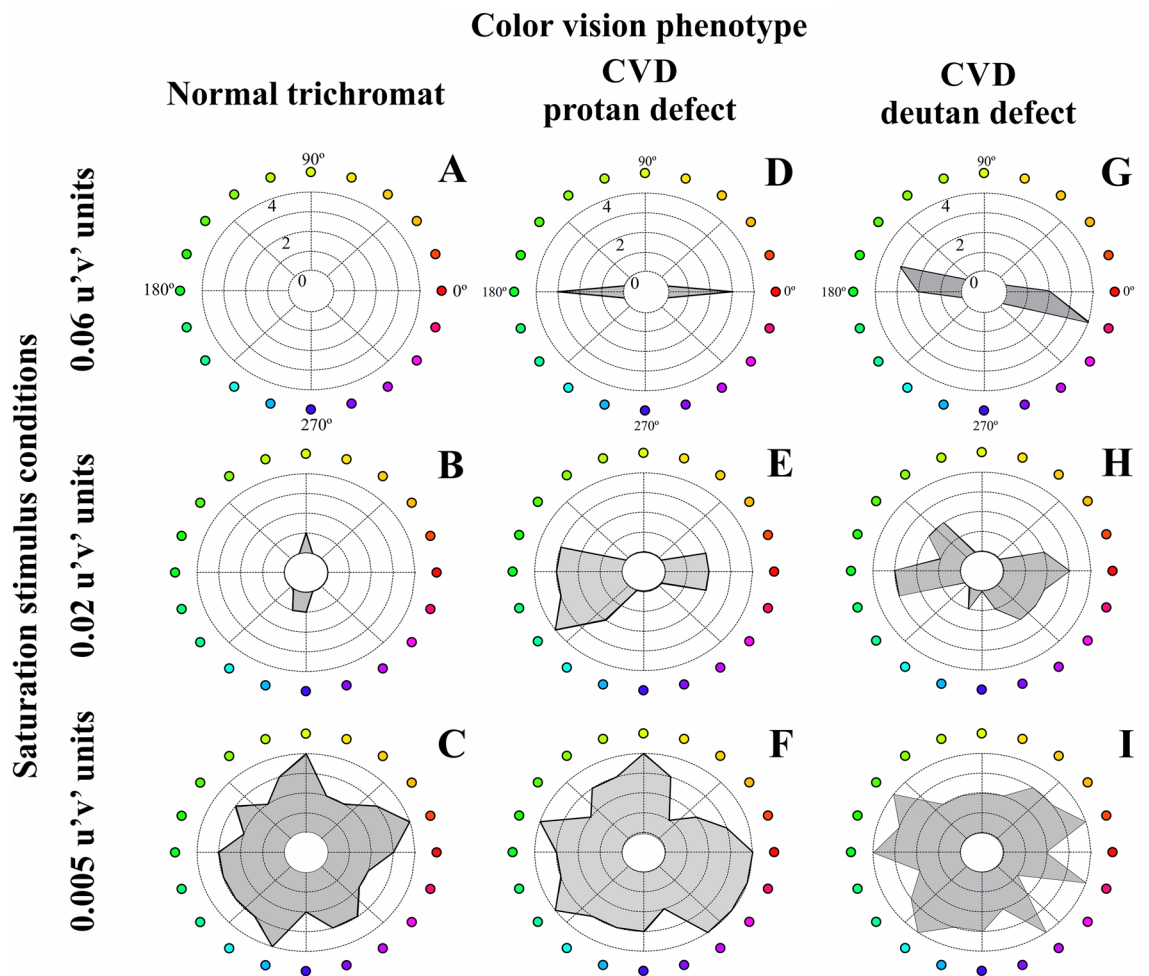 Color vision phenotype
Normal trichromat
CVD
protan defect
CVD
deutan defect
Saturation stimulus conditions
0.06 u’v’ units
A
90º
4
2
0
180º
0º
270º
D
90º
4
2
0
180º
0º
270º
G
90º
4
2
0
180º
0º
270º
0.02 u’v’ units
B
E
H
0.005 u’v’ units
C
F
I